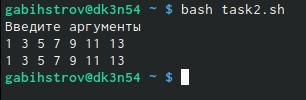 gabihstrov@dk3n54 ~ $ bash task2.sh
Введите аргументы
1 3 5 7 9 11 13
1 3 5 7 9 11 13
gabihstrov@dk3n54 ~ $